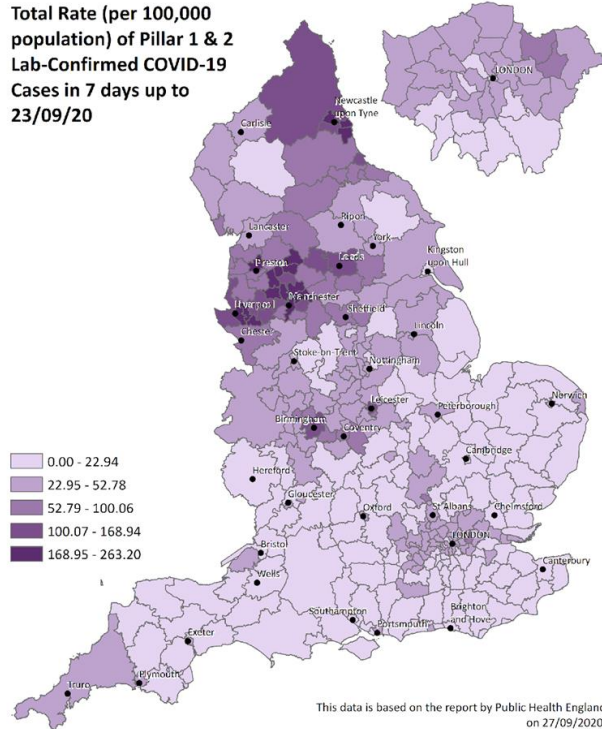 Total Rate (per 100,000
population) of Pillar 1 & 2
Lab-Confirmed COVID-19
Cases in 7 days up to
23/09/20
LONDON
Newcastle
upon Tyne
Carlisle
Lancaster
Ripon
York
Kingston
upon Hull
Preston
Leeds
Liverpool
Manchester
Sheffield
Chester
Lincoln
Stoke-on-Trent
Nottingham
Leicester
Peterborough
Norwich
Birmingham
Coventry
Cambridge
Hereford
Gloucester
Oxford
St Albans
Chelmsford
LONDON
Bristol
Wells
Canterbury
Southampton
Brighton
and Hove
Portsmouth
Exeter
Plymouth
Truro
0.00 - 22.94
22.95 - 52.78
52.79 - 100.06
100.07 - 168.94
168.95 - 263.20
This data is based on the report by Public Health England
on 27/09/2020